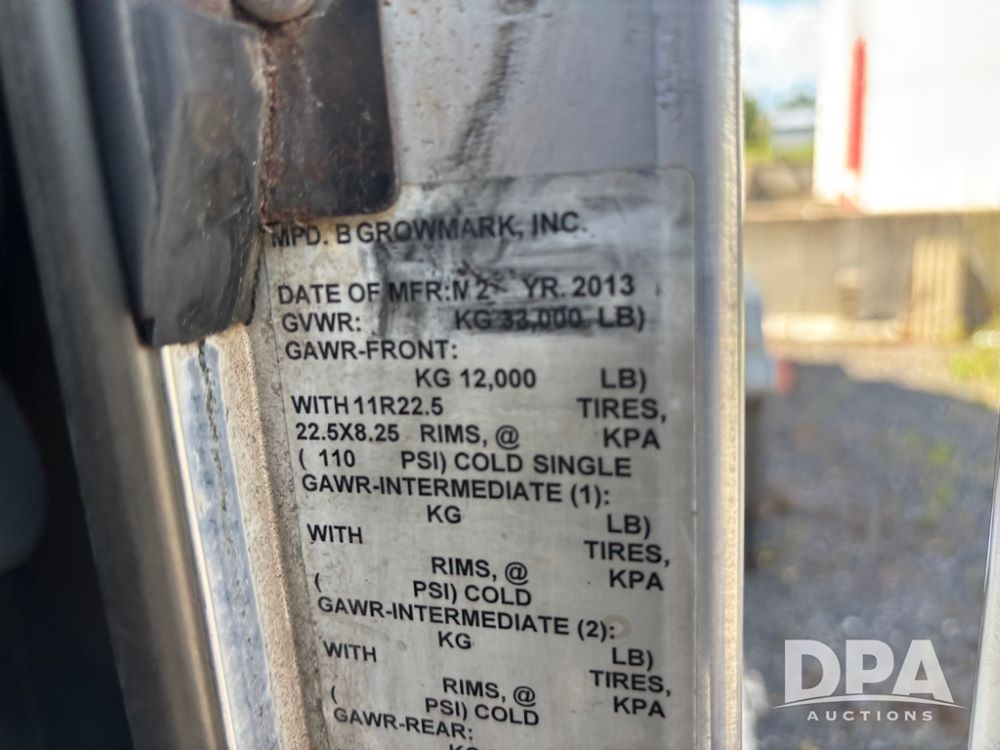 MPD. B GROWMARK, INC.
DATE OF MFR:M 2 YR. 2013
GVWR: KG 33,000 LB)
GAWR-FRONT:
KG 12,000 LB)
WITH 11R22.5 TIRES,
22.5X8.25 RIMS, @ KPA
( 110 PSI) COLD SINGLE
GAWR-INTERMEDIATE (1):
KG LB)
WITH TIRES,
RIMS, @ KPA
( PSI) COLD
GAWR-INTERMEDIATE (2):
KG LB)
WITH TIRES,
RIMS, @ KPA
( PSI) COLD
GAWR-REAR:
KG
DPA
AUCTIONS